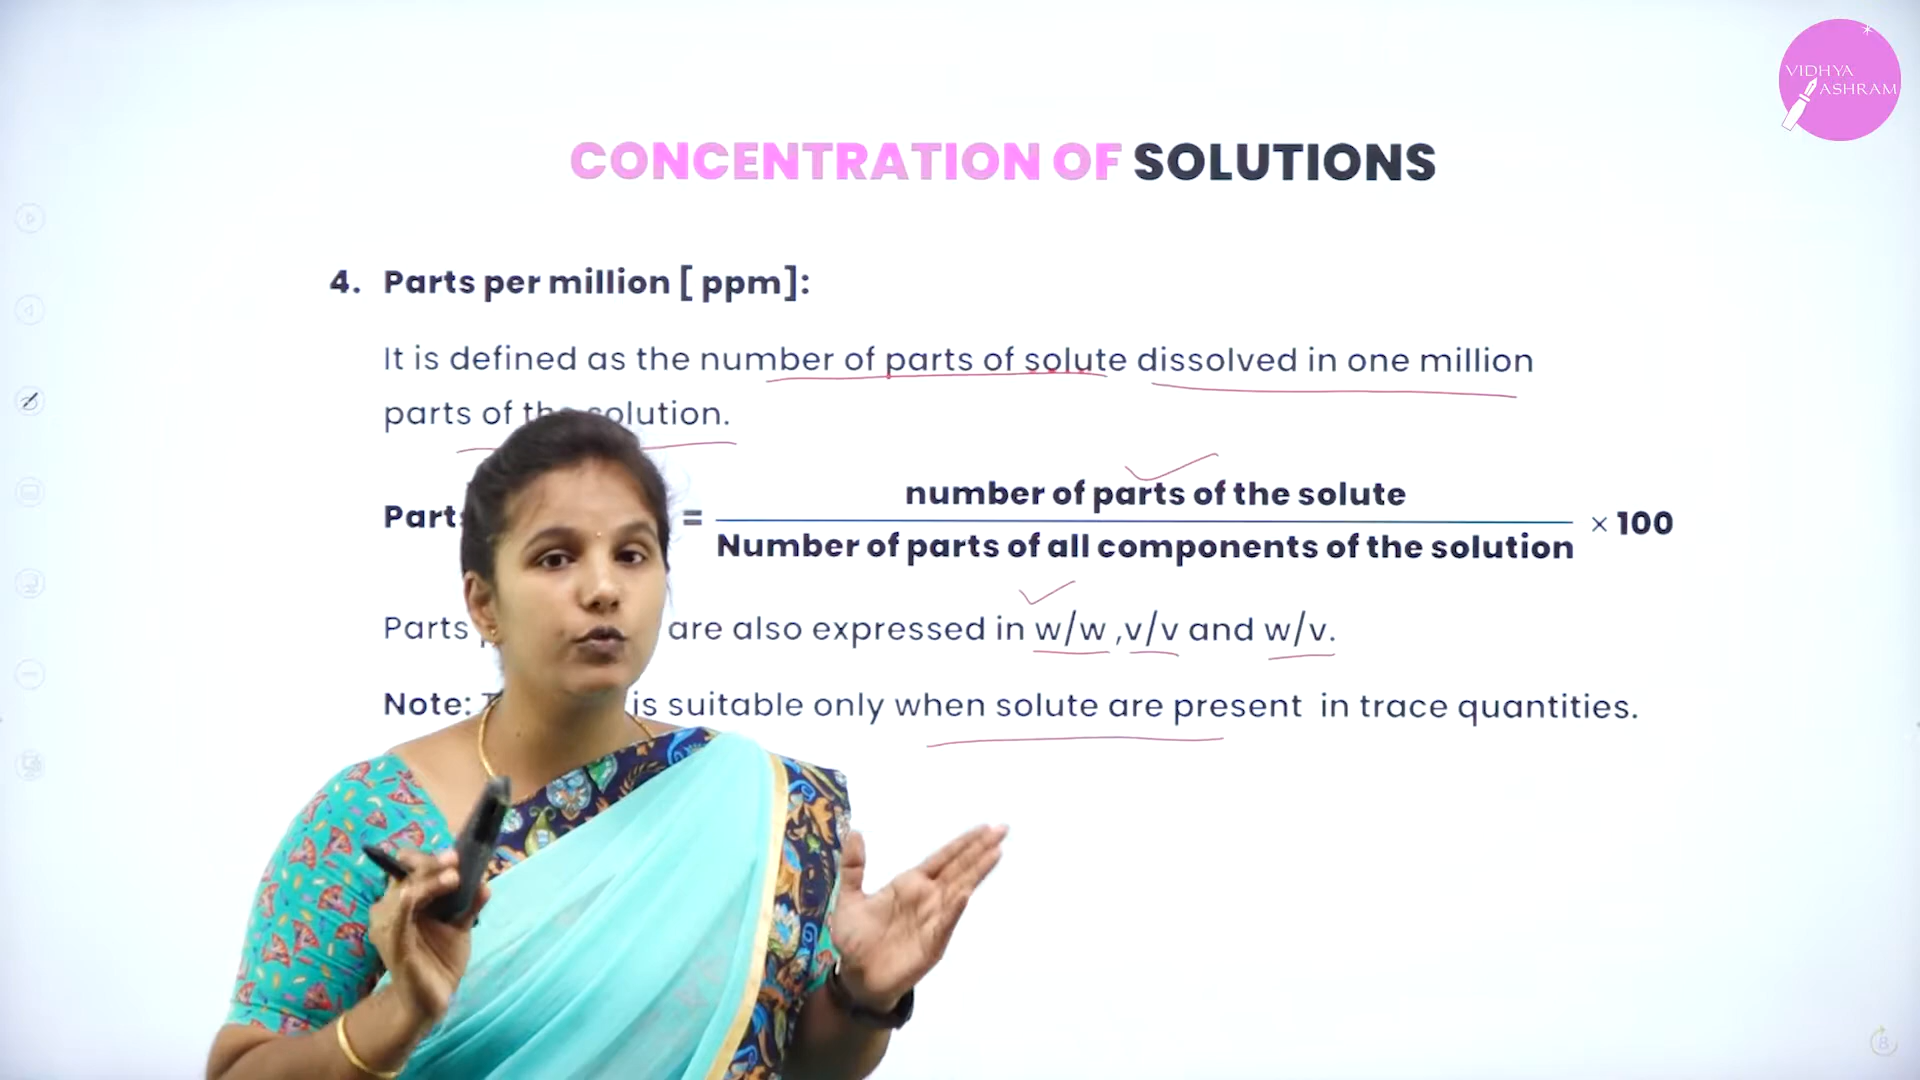 VIDHYA
ASHRAM
CONCENTRATION OF SOLUTIONS
4. Parts per million [ ppm]:
It is defined as the number of parts of solute dissolved in one million
parts of the solution.
Parts = number of parts of the solute
Number of parts of all components of the solution × 100
Parts are also expressed in w/w ,v/v and w/v.
Note: is suitable only when solute are present in trace quantities.